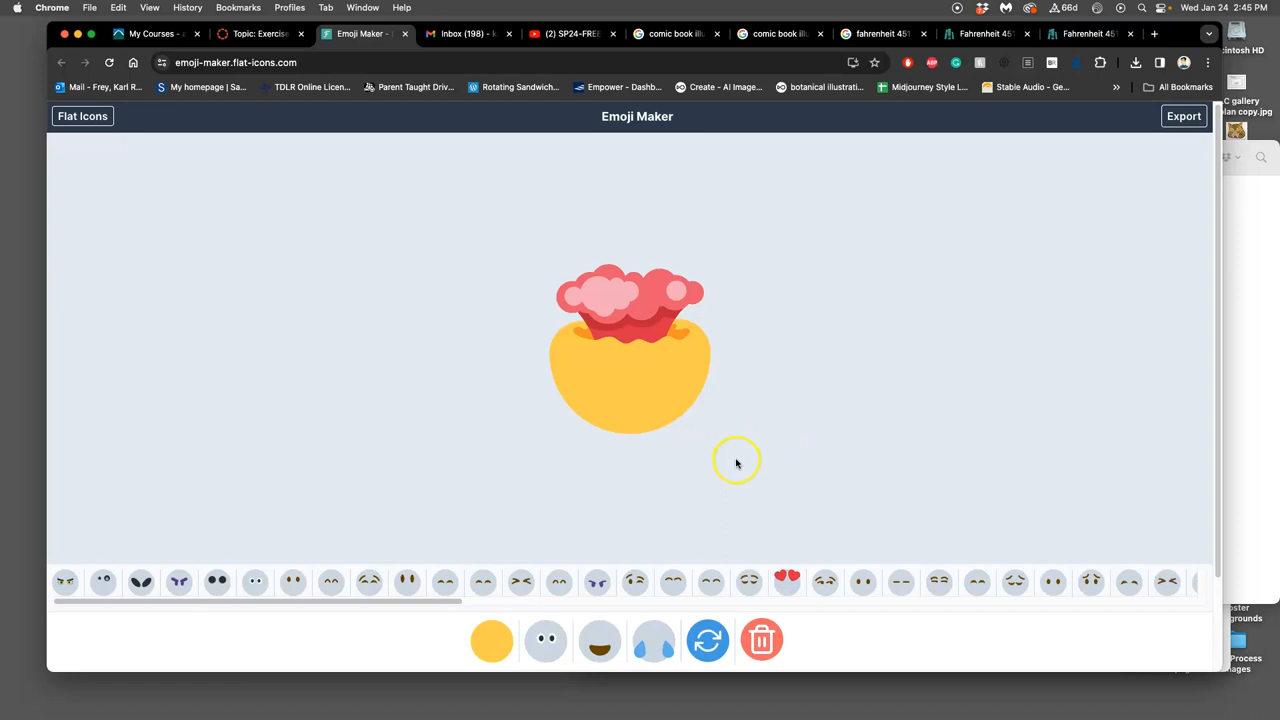 Chrome File Edit View History Bookmarks Profiles Tab Window Help 66d Wed Jan 24 2:45 PM
My Courses - Topic: Exercise Emoji Maker - Inbox (198) - k (2) SP24-FREE comic book illu comic book illu fahrenheit 451 Fahrenheit 451 Fahrenheit 451
emoji-maker.flat-icons.com
Mail - Frey, Karl R... My homepage | Sa... TDLR Online Licen... Parent Taught Driv... Rotating Sandwich... Empower - Dashb... Create - AI Image... botanical illustrati... Midjourney Style L... Stable Audio - Ge... » All Bookmarks
Flat Icons Emoji Maker Export